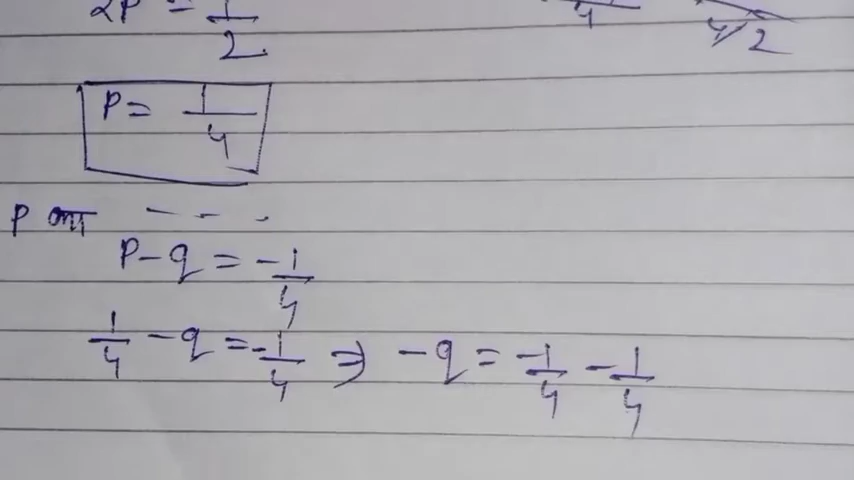 2P = 1/2
P = 1/4
P का - - -
P - q = -1/4
1/4 - q = -1/4 ⇒ -q = -1/4 - 1/4